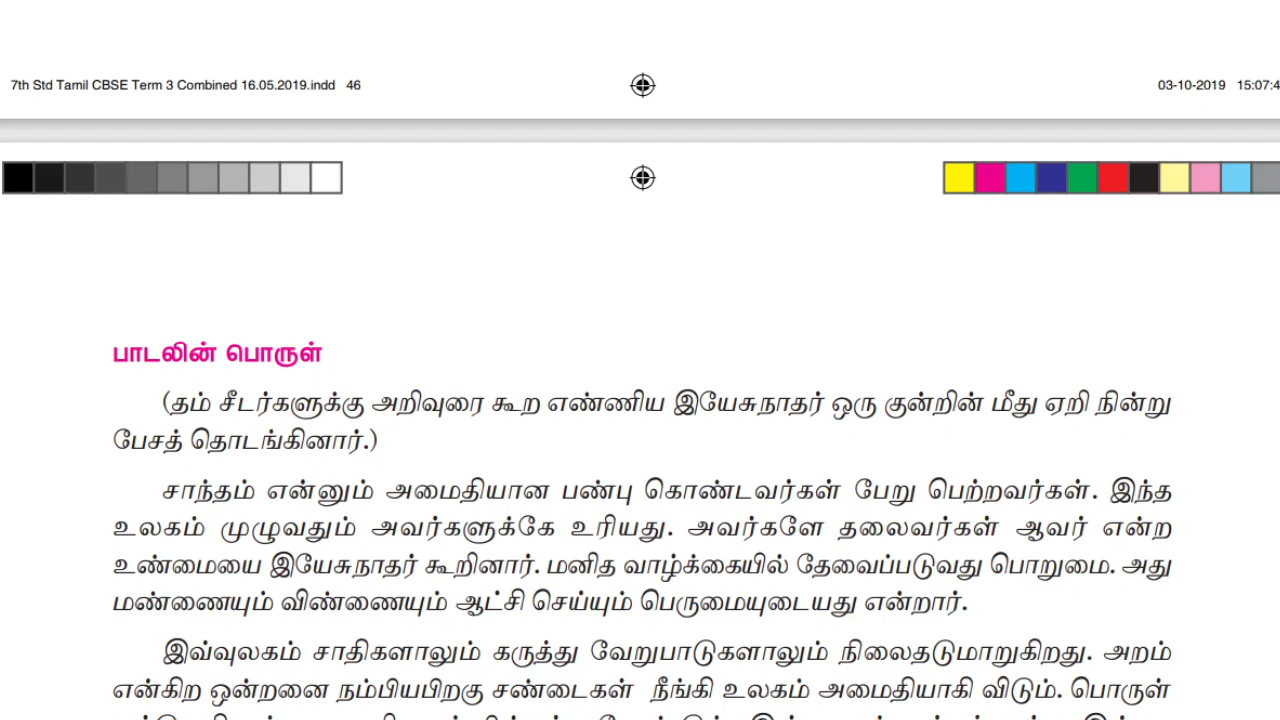 7th Std Tamil CBSE Term 3 Combined 16.05.2019.indd 46
03-10-2019 15:07:4
பாடலின் பொருள்
(தம் சீடர்களுக்கு அறிவுரை கூற எண்ணிய இயேசுநாதர் ஒரு குன்றின் மீது ஏறி நின்று
பேசத் தொடங்கினார்.)
சாந்தம் என்னும் அமைதியான பண்பு கொண்டவர்கள் பேறு பெற்றவர்கள். இந்த
உலகம் முழுவதும் அவர்களுக்கே உரியது. அவர்களே தலைவர்கள் ஆவர் என்ற
உண்மையை இயேசுநாதர் கூறினார். மனித வாழ்க்கையில் தேவைப்படுவது பொறுமை. அது
மண்ணையும் விண்ணையும் ஆட்சி செய்யும் பெருமையுடையது என்றார்.
இவ்வுலகம் சாதிகளாலும் கருத்து வேறுபாடுகளாலும் நிலைதடுமாறுகிறது. அறம்
என்கிற ஒன்றனை நம்பியபிறகு சண்டைகள் நீங்கி உலகம் அமைதியாகி விடும். பொருள்